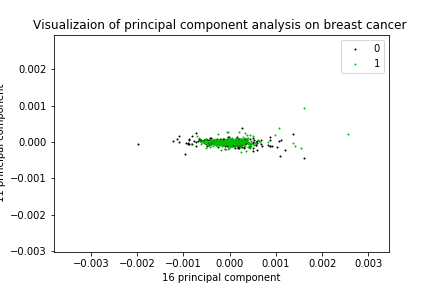 Visualizaion of principal component analysis on breast cancer
0
1
0.002
0.001
0.000
−0.001
−0.002
−0.003
principal component
−0.003 −0.002 −0.001 0.000 0.001 0.002 0.003
16 principal component